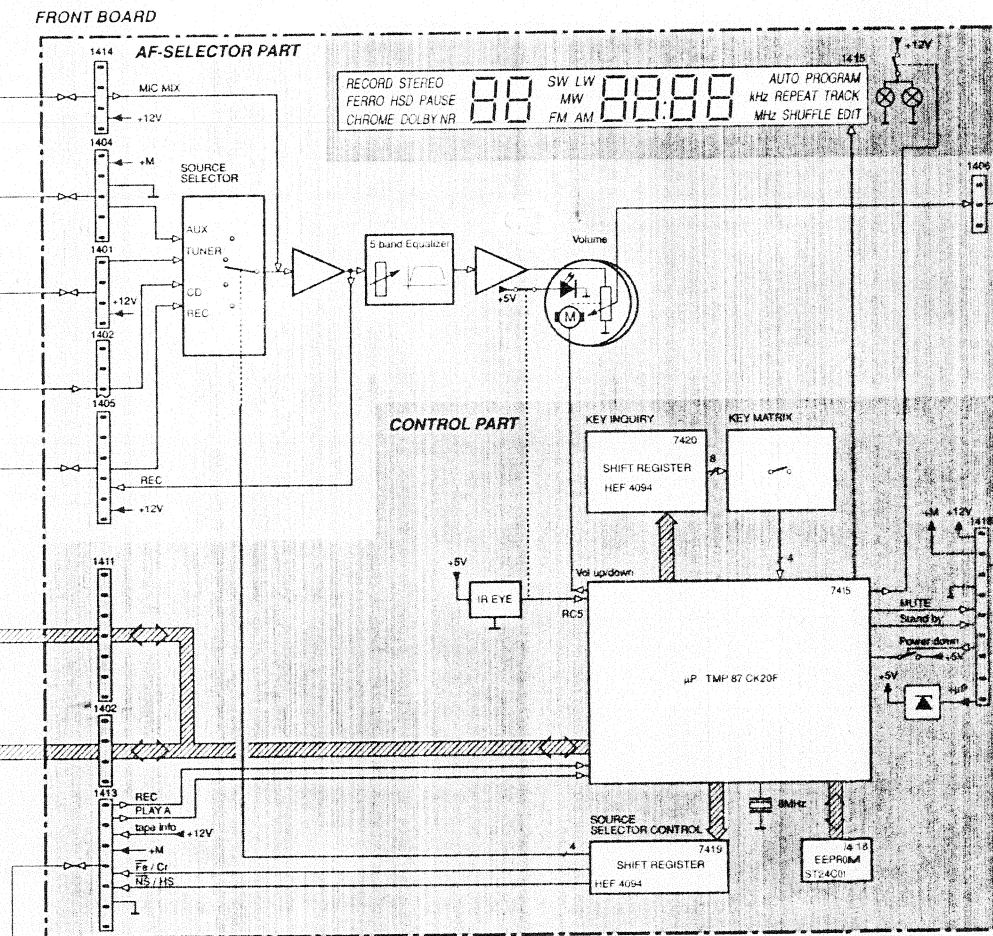 FRONT BOARD
AF-SELECTOR PART
1414
MIC MIX
+12V
1404
+M
SOURCE
SELECTOR
AUX
TUNER
CD
REC
1401
+12V
1402
1405
REC
+12V
RECORD STEREO
FERRO HSD PAUSE
CHROME DOLBY NR
88
SW LW
MW
FM AM
88:88
1415
AUTO PROGRAM
kHz REPEAT TRACK
MHz SHUFFLE EDIT
+12V
1406
5 band Equalizer
Volume
+5V
M
CONTROL PART
KEY INQUIRY
7420
SHIFT REGISTER
HEF 4094
8
KEY MATRIX
4
+M +12V
1418
1411
+5V
IR EYE
Vol up/down
RC5
7415
µP TMP 87 CK20F
MUTE
Stand by
Power down
+5V
+5V
+µP
1402
1413
REC
PLAY A
tape info
+12V
+M
Fe / Cr
NS / HS
8MHz
SOURCE
SELECTOR CONTROL
4
7419
SHIFT REGISTER
HEF 4094
7418
EEPROM
ST24C01